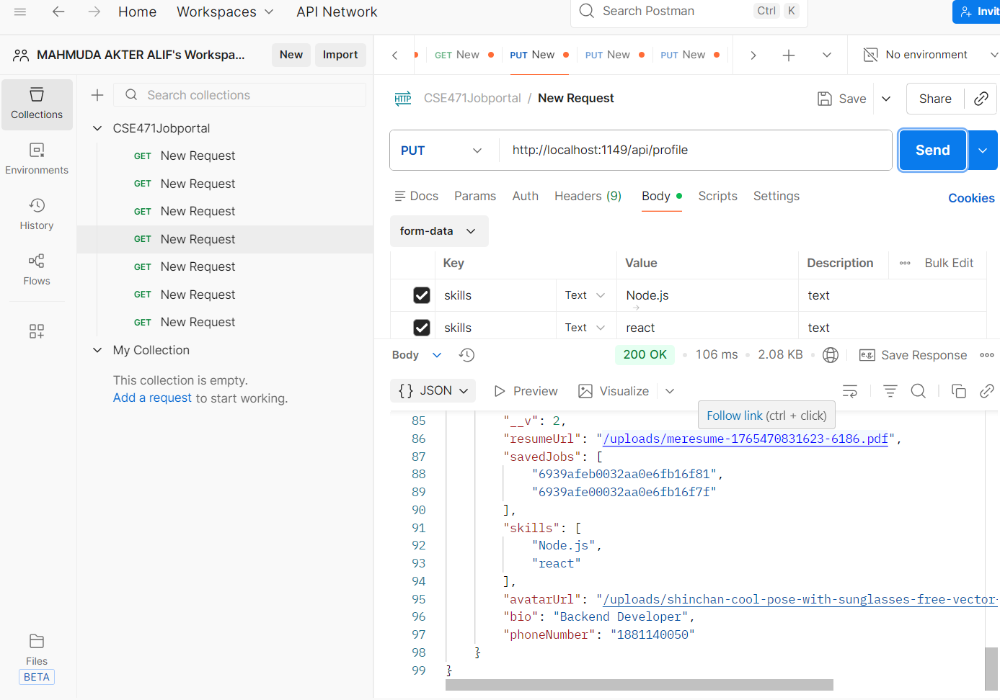 Home Workspaces API Network Search Postman Ctrl K Invit
MAHMUDA AKTER ALIF's Workspa... New Import GET New PUT New PUT New PUT New No environment
Collections
Environments
History
Flows
Files
BETA
Search collections
CSE471Jobportal
GET New Request
GET New Request
GET New Request
GET New Request
GET New Request
GET New Request
GET New Request
My Collection
This collection is empty.
Add a request to start working.
HTTP CSE471Jobportal / New Request Save Share
PUT http://localhost:1149/api/profile Send
Docs Params Auth Headers (9) Body Scripts Settings Cookies
form-data
Key Value Description Bulk Edit
skills Text Node.js text
skills Text react text
Body 200 OK 106 ms 2.08 KB e.g. Save Response
{} JSON Preview Visualize
Follow link (ctrl + click)
85 "__v": 2,
86 "resumeUrl": "/uploads/meresume-1765470831623-6186.pdf",
87 "savedJobs": [
88 "6939afeb0032aa0e6fb16f81",
89 "6939afe00032aa0e6fb16f7f"
90 ],
91 "skills": [
92 "Node.js",
93 "react"
94 ],
95 "avatarUrl": "/uploads/shinchan-cool-pose-with-sunglasses-free-vector-
96 "bio": "Backend Developer",
97 "phoneNumber": "1881140050"
98 }
99 }